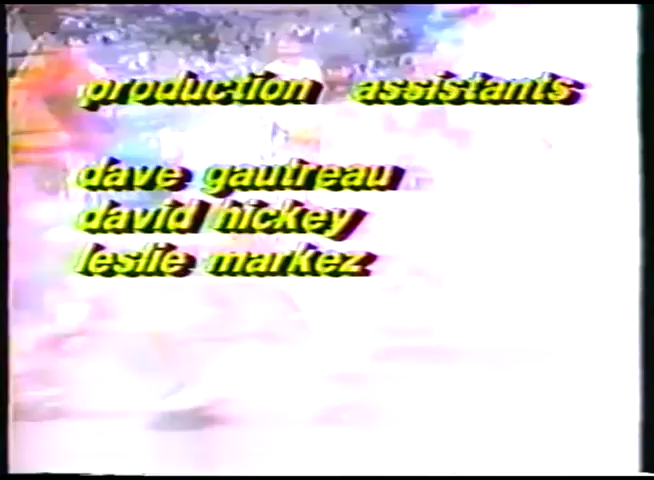 production assistants
dave gautreau
david hickey
leslie markez